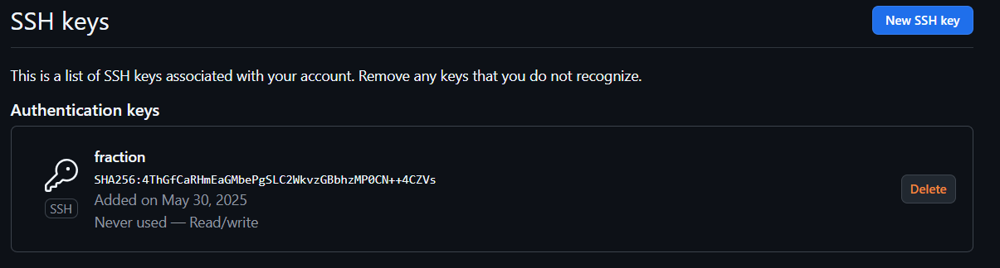 SSH keys
New SSH key
This is a list of SSH keys associated with your account. Remove any keys that you do not recognize.
Authentication keys
fraction
SHA256:4ThGfCaRHmEaGMbePgSLC2WkvzGBbhzMP0CN++4CZVs
Added on May 30, 2025
SSH
Never used — Read/write
Delete